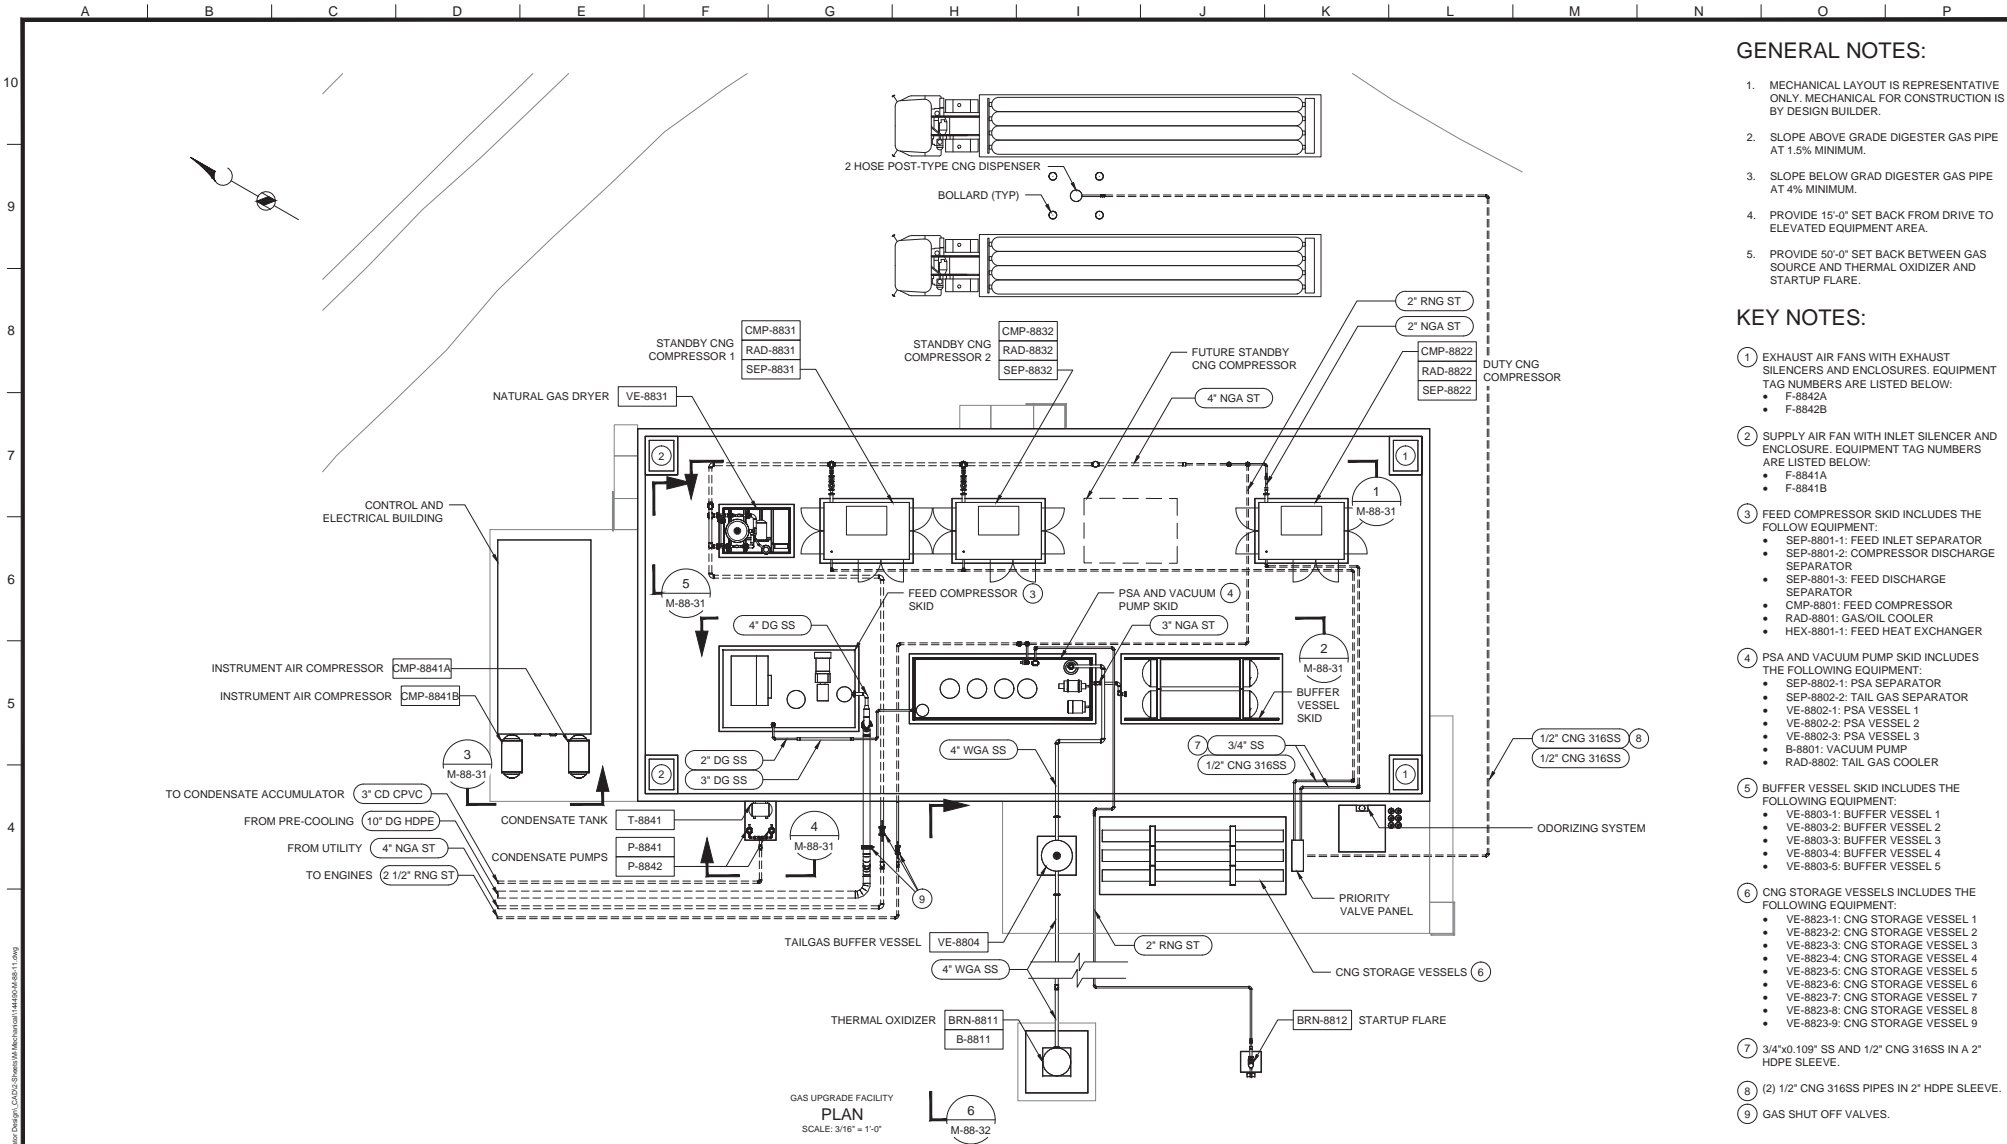 A B C D E F G H I J K L M N O P
10
9
8
7
6
5
4
GENERAL NOTES:
1. MECHANICAL LAYOUT IS REPRESENTATIVE
ONLY. MECHANICAL FOR CONSTRUCTION IS
BY DESIGN BUILDER.
2. SLOPE ABOVE GRADE DIGESTER GAS PIPE
AT 1.5% MINIMUM.
3. SLOPE BELOW GRAD DIGESTER GAS PIPE
AT 4% MINIMUM.
4. PROVIDE 15'-0" SET BACK FROM DRIVE TO
ELEVATED EQUIPMENT AREA.
5. PROVIDE 50'-0" SET BACK BETWEEN GAS
SOURCE AND THERMAL OXIDIZER AND
STARTUP FLARE.
KEY NOTES:
1 EXHAUST AIR FANS WITH EXHAUST
SILENCERS AND ENCLOSURES. EQUIPMENT
TAG NUMBERS ARE LISTED BELOW:
• F-8842A
• F-8842B
2 SUPPLY AIR FAN WITH INLET SILENCER AND
ENCLOSURE. EQUIPMENT TAG NUMBERS
ARE LISTED BELOW:
• F-8841A
• F-8841B
3 FEED COMPRESSOR SKID INCLUDES THE
FOLLOW EQUIPMENT:
• SEP-8801-1: FEED INLET SEPARATOR
• SEP-8801-2: COMPRESSOR DISCHARGE
SEPARATOR
• SEP-8801-3: FEED DISCHARGE
SEPARATOR
• CMP-8801: FEED COMPRESSOR
• RAD-8801: GAS/OIL COOLER
• HEX-8801-1: FEED HEAT EXCHANGER
4 PSA AND VACUUM PUMP SKID INCLUDES
THE FOLLOWING EQUIPMENT:
• SEP-8802-1: PSA SEPARATOR
• SEP-8802-2: TAIL GAS SEPARATOR
• VE-8802-1: PSA VESSEL 1
• VE-8802-2: PSA VESSEL 2
• VE-8802-3: PSA VESSEL 3
• B-8801: VACUUM PUMP
• RAD-8802: TAIL GAS COOLER
5 BUFFER VESSEL SKID INCLUDES THE
FOLLOWING EQUIPMENT:
• VE-8803-1: BUFFER VESSEL 1
• VE-8803-2: BUFFER VESSEL 2
• VE-8803-3: BUFFER VESSEL 3
• VE-8803-4: BUFFER VESSEL 4
• VE-8803-5: BUFFER VESSEL 5
6 CNG STORAGE VESSELS INCLUDES THE
FOLLOWING EQUIPMENT:
• VE-8823-1: CNG STORAGE VESSEL 1
• VE-8823-2: CNG STORAGE VESSEL 2
• VE-8823-3: CNG STORAGE VESSEL 3
• VE-8823-4: CNG STORAGE VESSEL 4
• VE-8823-5: CNG STORAGE VESSEL 5
• VE-8823-6: CNG STORAGE VESSEL 6
• VE-8823-7: CNG STORAGE VESSEL 7
• VE-8823-8: CNG STORAGE VESSEL 8
• VE-8823-9: CNG STORAGE VESSEL 9
7 3/4"x0.109" SS AND 1/2" CNG 316SS IN A 2"
HDPE SLEEVE.
8 (2) 1/2" CNG 316SS PIPES IN 2" HDPE SLEEVE.
9 GAS SHUT OFF VALVES.
2 HOSE POST-TYPE CNG DISPENSER
BOLLARD (TYP)
2" RNG ST
2" NGA ST
STANDBY CNG
COMPRESSOR 1
CMP-8831
RAD-8831
SEP-8831
STANDBY CNG
COMPRESSOR 2
CMP-8832
RAD-8832
SEP-8832
FUTURE STANDBY
CNG COMPRESSOR
CMP-8822
RAD-8822
SEP-8822
DUTY CNG
COMPRESSOR
NATURAL GAS DRYER VE-8831
4" NGA ST
2
1
1
M-88-31
CONTROL AND
ELECTRICAL BUILDING
5
M-88-31
FEED COMPRESSOR
SKID
3
PSA AND VACUUM
PUMP SKID
4
4" DG SS
3" NGA ST
2
M-88-31
INSTRUMENT AIR COMPRESSOR CMP-8841A
INSTRUMENT AIR COMPRESSOR CMP-8841B
BUFFER
VESSEL
SKID
3
M-88-31
2
2" DG SS
3" DG SS
4" WGA SS
7 3/4" SS
1/2" CNG 316SS
1
1/2" CNG 316SS 8
1/2" CNG 316SS
TO CONDENSATE ACCUMULATOR 3" CD CPVC
FROM PRE-COOLING 10" DG HDPE
FROM UTILITY 4" NGA ST
TO ENGINES 2 1/2" RNG ST
CONDENSATE TANK T-8841
CONDENSATE PUMPS
P-8841
P-8842
4
M-88-31
ODORIZING SYSTEM
9
PRIORITY
VALVE PANEL
TAILGAS BUFFER VESSEL VE-8804
2" RNG ST
4" WGA SS
CNG STORAGE VESSELS 6
THERMAL OXIDIZER
BRN-8811
B-8811
BRN-8812 STARTUP FLARE
GAS UPGRADE FACILITY
PLAN
SCALE: 3/16" = 1'-0"
6
M-88-32